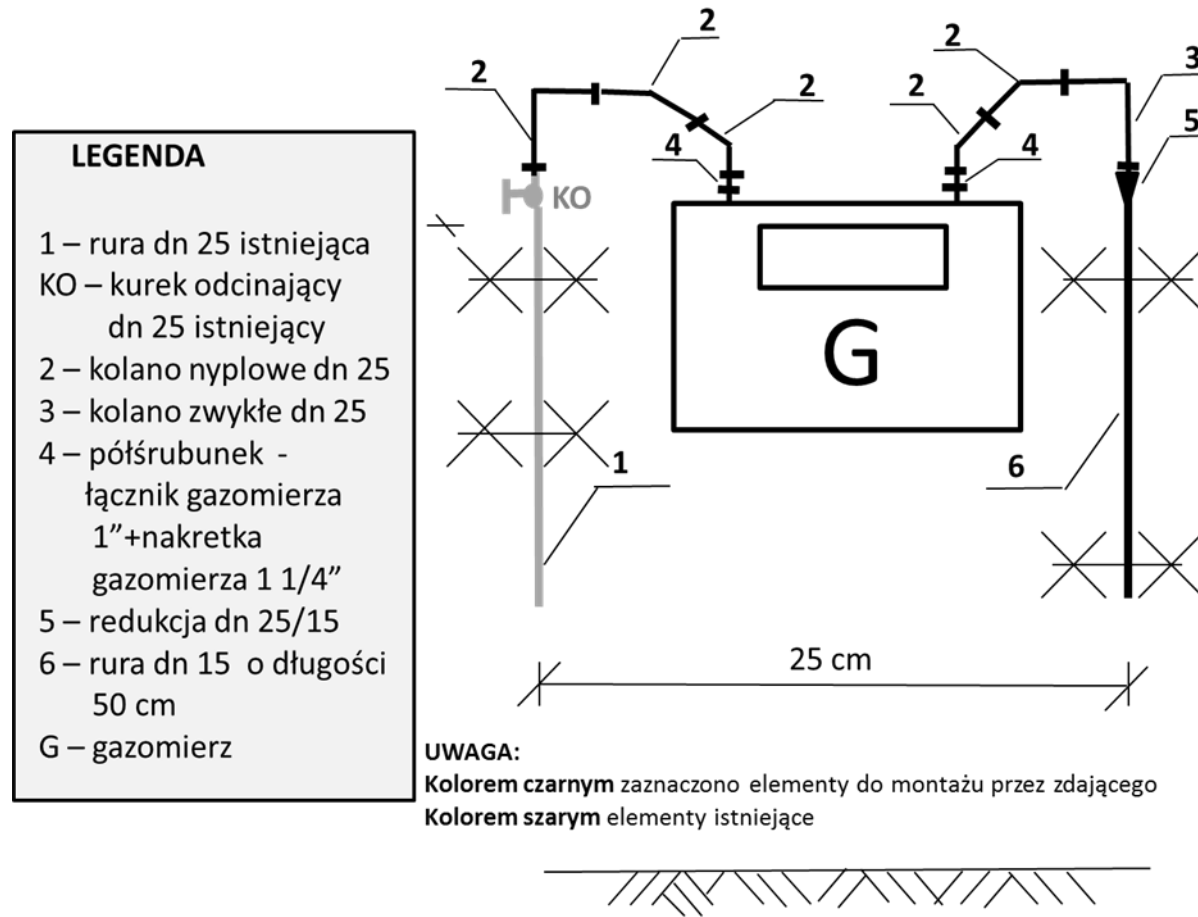 2
2
2
2
2
3
4
4
5
LEGENDA
KO
1 – rura dn 25 istniejąca
KO – kurek odcinający
dn 25 istniejący
2 – kolano nyplowe dn 25
3 – kolano zwykłe dn 25
4 – półśrubunek -
łącznik gazomierza
1”+nakretka
gazomierza 1 1/4”
5 – redukcja dn 25/15
6 – rura dn 15 o długości
50 cm
G – gazomierz
G
1
6
25 cm
UWAGA:
Kolorem czarnym zaznaczono elementy do montażu przez zdającego
Kolorem szarym elementy istniejące